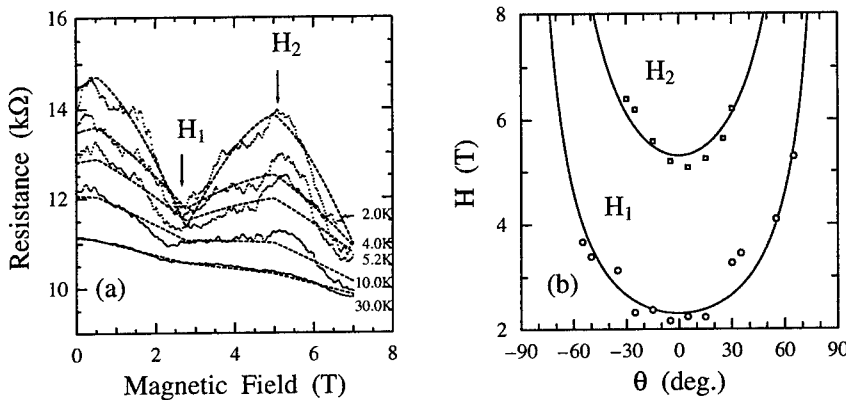 16
14
12
10
0 2 4 6 8
Resistance (kΩ)
Magnetic Field (T)
H1
H2
(a)
2.0K
4.0K
5.2K
10.0K
30.0K
8
6
4
2
−90 −60 −30 0 30 60 90
H (T)
θ (deg.)
H2
H1
(b)